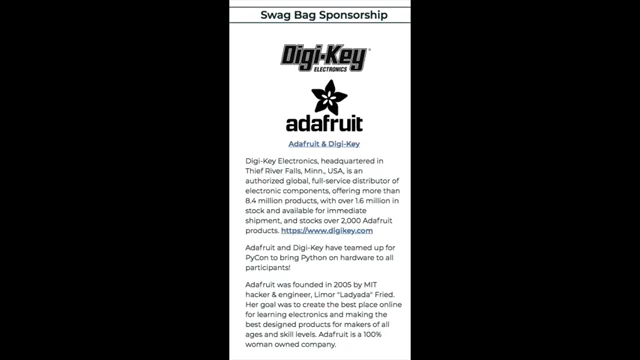 Swag Bag Sponsorship
Digi-Key
ELECTRONICS
adafruit
Adafruit & Digi-Key
Digi-Key Electronics, headquartered in
Thief River Falls, Minn., USA, is an
authorized global, full-service distributor of
electronic components, offering more than
8.4 million products, with over 1.6 million in
stock and available for immediate
shipment, and stocks over 2,000 Adafruit
products. https://www.digikey.com
Adafruit and Digi-Key have teamed up for
PyCon to bring Python on hardware to all
participants!
Adafruit was founded in 2005 by MIT
hacker & engineer, Limor "Ladyada" Fried.
Her goal was to create the best place online
for learning electronics and making the
best designed products for makers of all
ages and skill levels. Adafruit is a 100%
woman owned company.